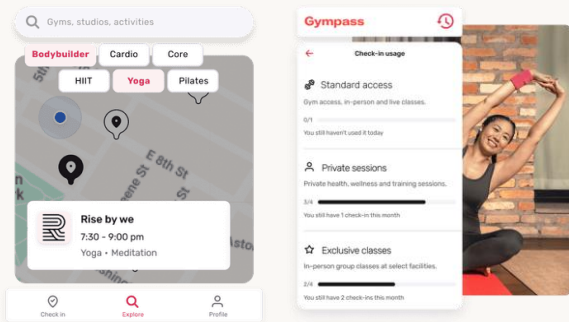 Gyms, studios, activities
Bodybuilder
Cardio
Core
HIIT
Yoga
Pilates
5th
E 8th St
St
Rise by we
7:30 - 9:00 pm
Yoga • Meditation
Check in
Explore
Profile
Gympass
Check-in usage
Standard access
Gym access, in-person and live classes.
0/1
You still haven't used it today
Private sessions
Private health, wellness and training sessions.
3/4
You still have 1 check-in this month
Exclusive classes
In-person group classes at select facilities.
2/4
You still have 2 check-ins this month